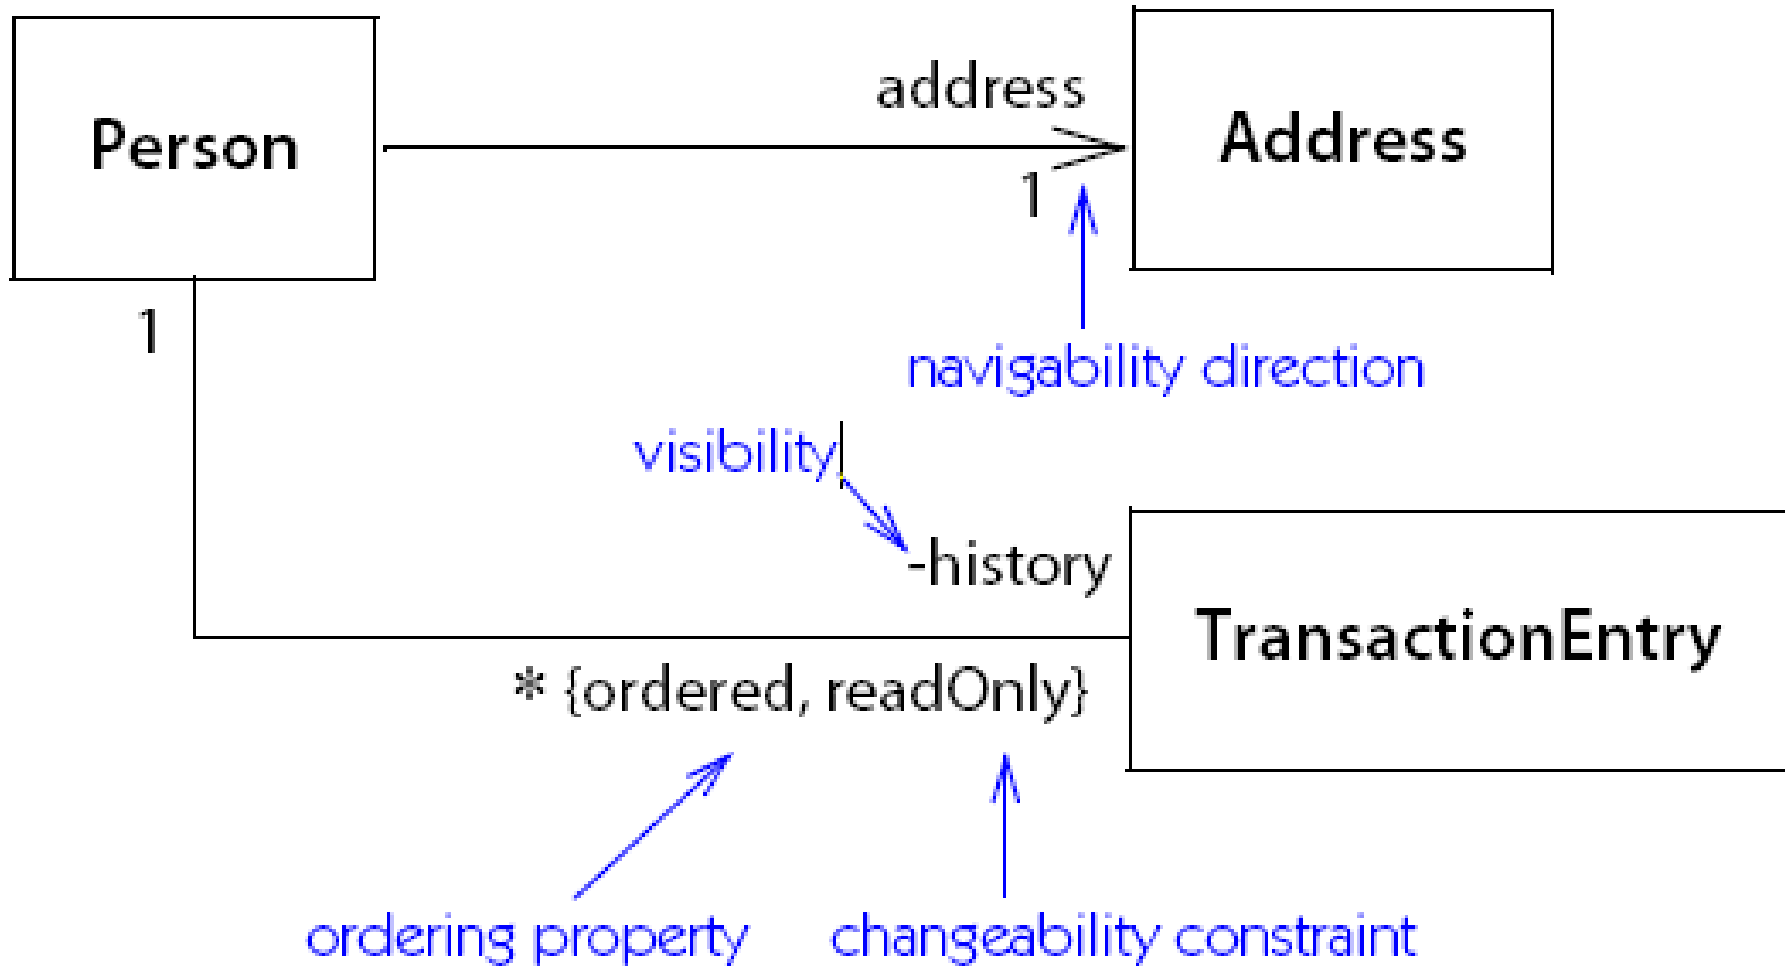 address
Person
Address
1
1
navigability direction
visibility
-history
TransactionEntry
* {ordered, readOnly}
ordering property
changeability constraint